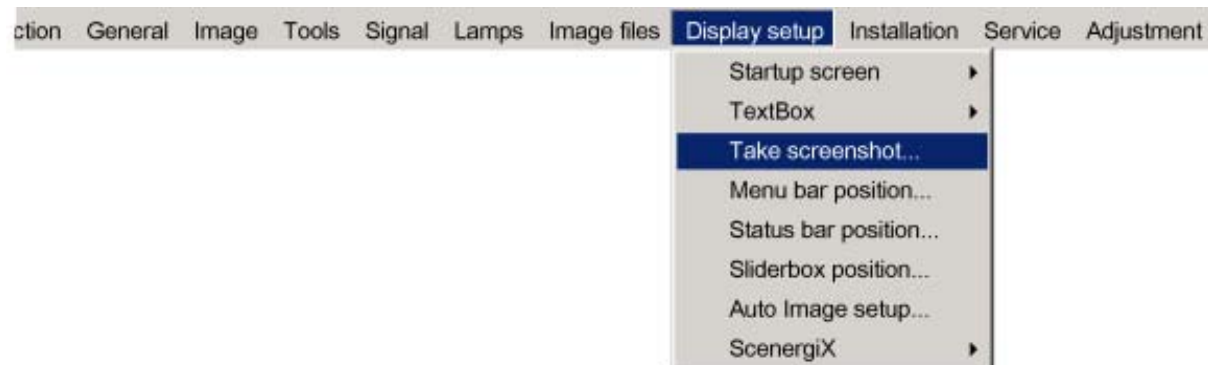 ction General Image Tools Signal Lamps Image files Display setup Installation Service Adjustment
Startup screen
TextBox
Take screenshot...
Menu bar position...
Status bar position...
Sliderbox position...
Auto Image setup...
ScenergiX